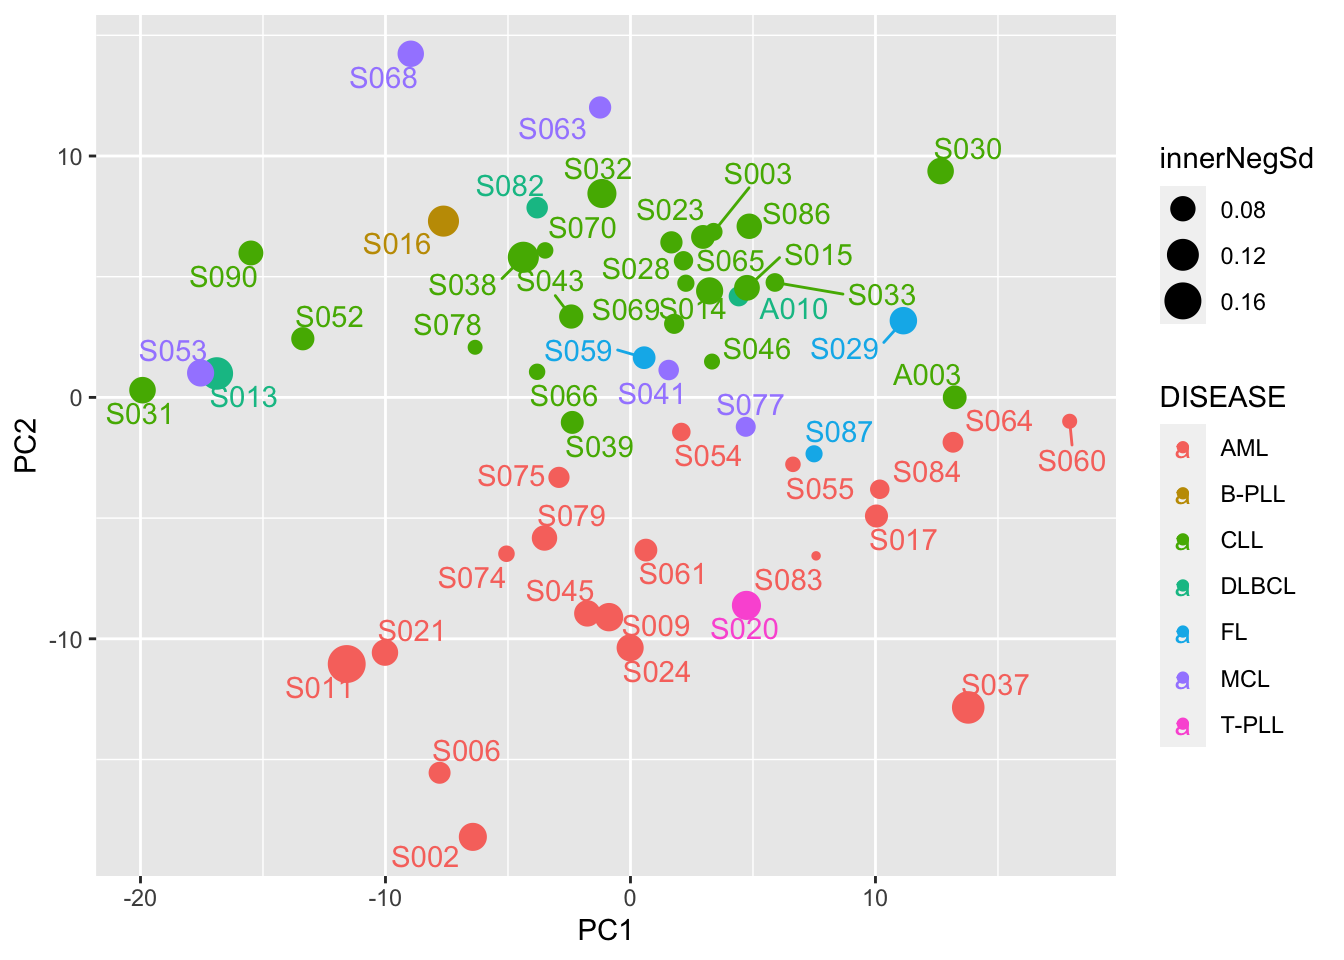 S068
S063
S032
S030
S003
S082
S023
S086
S070
S016
S065
S015
S028
S090
S038
S043
S033
S069
S014
A010
S052
S078
S053
S059
S046
S029
A003
S066
S041
S013
S031
S077
S064
S087
S039
S054
S060
S075
S084
S055
S079
S017
S061
S074
S083
S045
S009
S020
S021
S024
S011
S037
S006
S002
10
0
-10
PC2
-20
-10
0
10
PC1
innerNegSd
0.08
0.12
0.16
DISEASE
a AML
a B-PLL
a CLL
a DLBCL
a FL
a MCL
a T-PLL